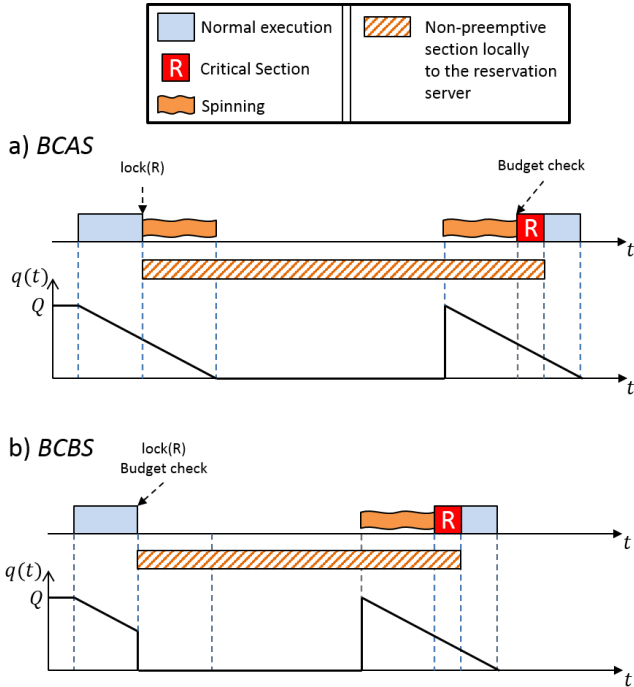 Normal execution
R
Critical Section
Spinning
Non-preemptive
section locally
to the reservation
server
a) BCAS
lock(R)
Budget check
R
t
q(t)
Q
t
b) BCBS
lock(R)
Budget check
R
t
q(t)
Q
t